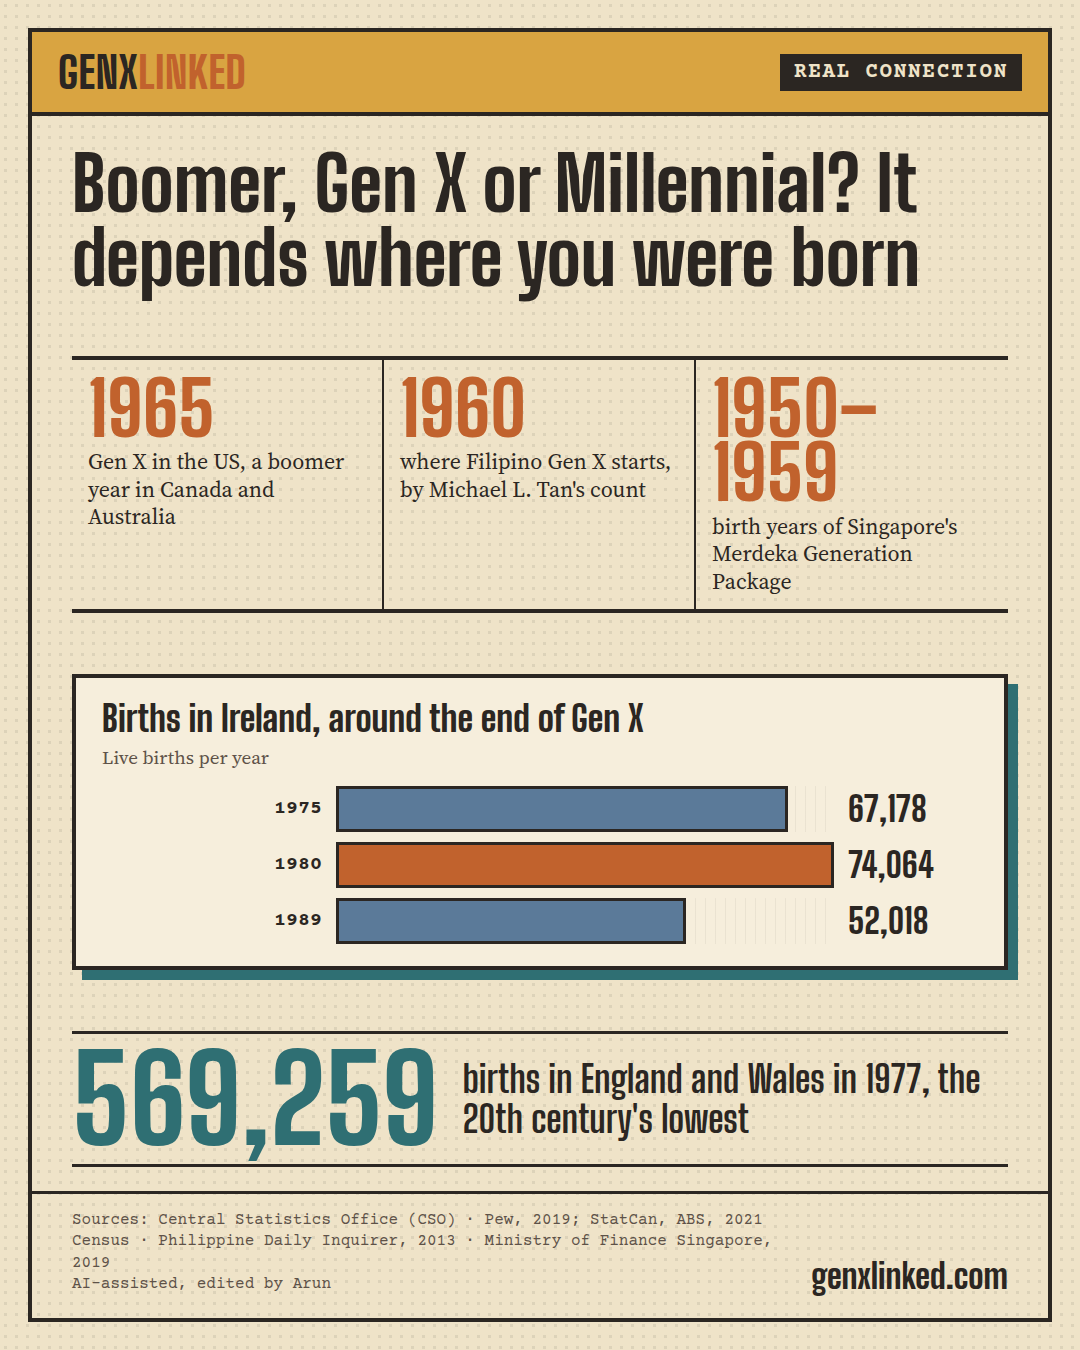 GENXLINKED
REAL CONNECTION
Boomer, Gen X or Millennial? It
depends where you were born
1965
Gen X in the US, a boomer
year in Canada and
Australia
1960
where Filipino Gen X starts,
by Michael L. Tan's count
1950–
1959
birth years of Singapore's
Merdeka Generation
Package
Births in Ireland, around the end of Gen X
Live births per year
1975 67,178
1980 74,064
1989 52,018
569,259
births in England and Wales in 1977, the
20th century's lowest
Sources: Central Statistics Office (CSO) · Pew, 2019; StatCan, ABS, 2021
Census · Philippine Daily Inquirer, 2013 · Ministry of Finance Singapore,
2019
AI-assisted, edited by Arun
genxlinked.com